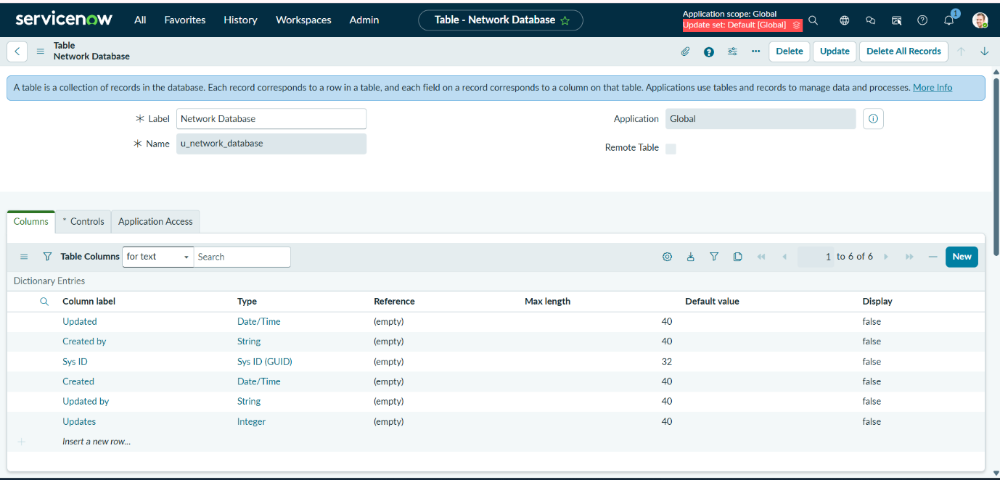 servicenow All Favorites History Workspaces Admin Table - Network Database Application scope: Global
Update set: Default [Global] 1
Table
Network Database Delete Update Delete All Records
A table is a collection of records in the database. Each record corresponds to a row in a table, and each field on a record corresponds to a column on that table. Applications use tables and records to manage data and processes. More Info
Label Network Database Application Global
Name u_network_database Remote Table
Columns * Controls Application Access
Table Columns for text Search 1 to 6 of 6 New
Dictionary Entries
Column label Type Reference Max length Default value Display
Updated Date/Time (empty) 40 false
Created by String (empty) 40 false
Sys ID Sys ID (GUID) (empty) 32 false
Created Date/Time (empty) 40 false
Updated by String (empty) 40 false
Updates Integer (empty) 40 false
Insert a new row...